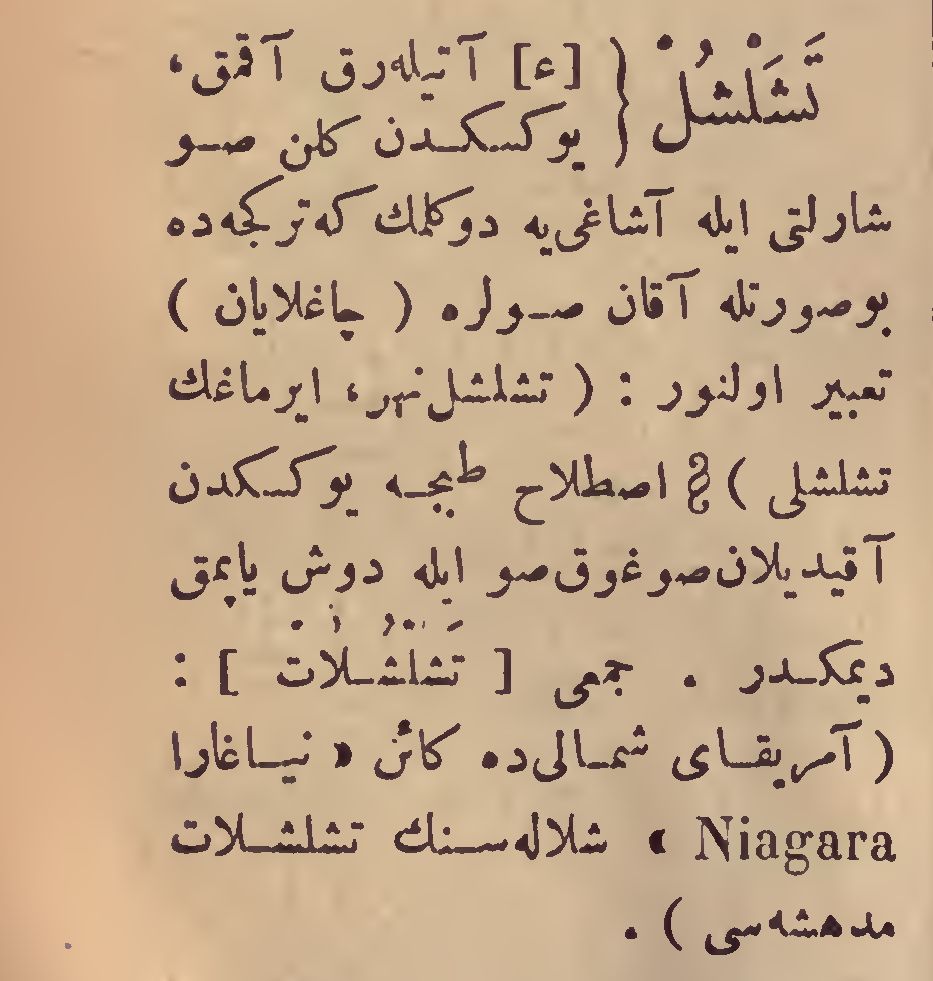 تَشَلْشُلْ { [ع] آتیله‌رق آقمق،
یوکسکدن کلن صو
شارلتی ایله آشاغی‌یه دوکلمك که ترکجه‌ده
بوصورتله آقان صولره ( چاغلایان )
تعبیر اولنور : ( تشلشل نهر، ایرماغك
تشلشلی ) § اصطلاح طبجه یوکسکدن
آقیدیلان صوغوق صو ایله دوش یاپمق
دیمکدر . جمعی [ تَشَلْشُلَات ] :
( آمریقای شمالی‌ده کائن « نیاغارا
Niagara » شلاله‌سنك تشلشلات
مدهشه‌سی ) .